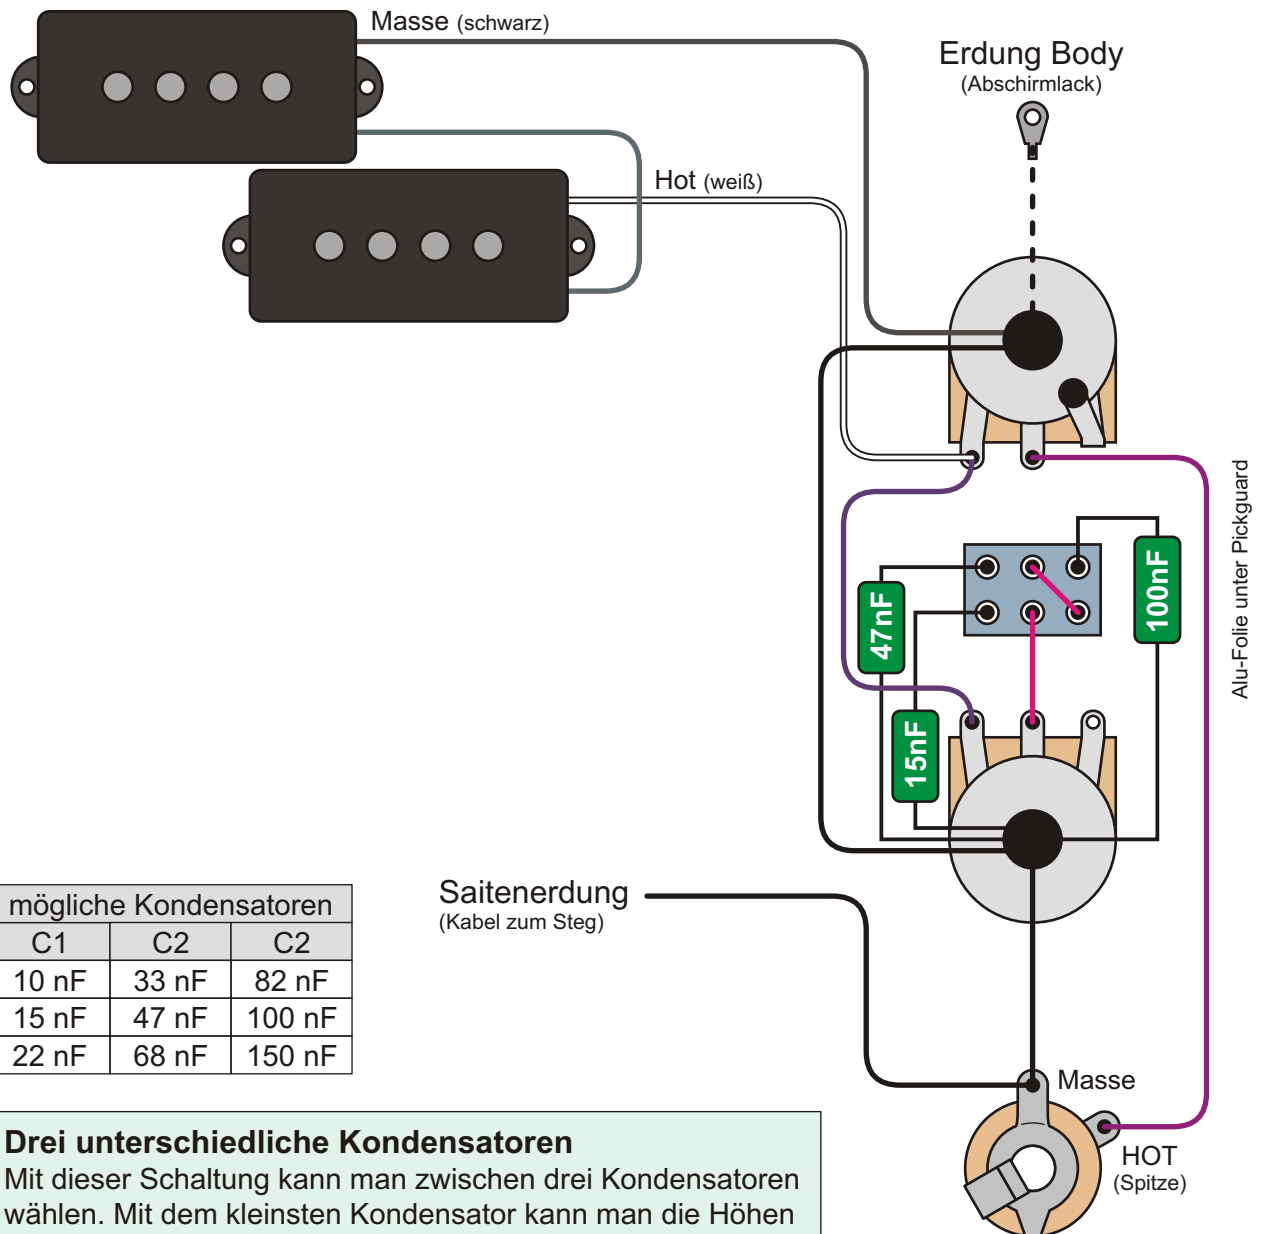 Masse (schwarz)
Erdung Body
(Abschirmlack)
Hot (weiß)
Alu-Folie unter Pickguard
47nF
100nF
15nF
Saitenerdung
(Kabel zum Steg)
mögliche Kondensatoren
C1 C2 C2
10 nF 33 nF 82 nF
15 nF 47 nF 100 nF
22 nF 68 nF 150 nF
Masse
HOT
(Spitze)
Drei unterschiedliche Kondensatoren
Mit dieser Schaltung kann man zwischen drei Kondensatoren
wählen. Mit dem kleinsten Kondensator kann man die Höhen